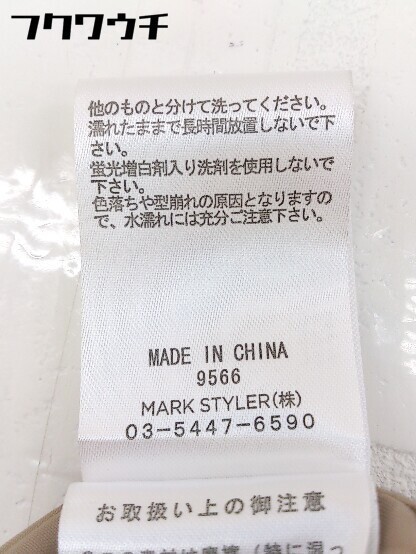 フクワウチ
他のものと分けて洗ってください。
濡れたままで長時間放置しないで下
さい。
蛍光増白剤入り洗剤を使用しないで
下さい。
色落ちや型崩れの原因となりますの
で、水濡れには充分ご注意下さい。
MADE IN CHINA
9566
MARK STYLER(株)
03-5447-6590
お取扱い上の御注意